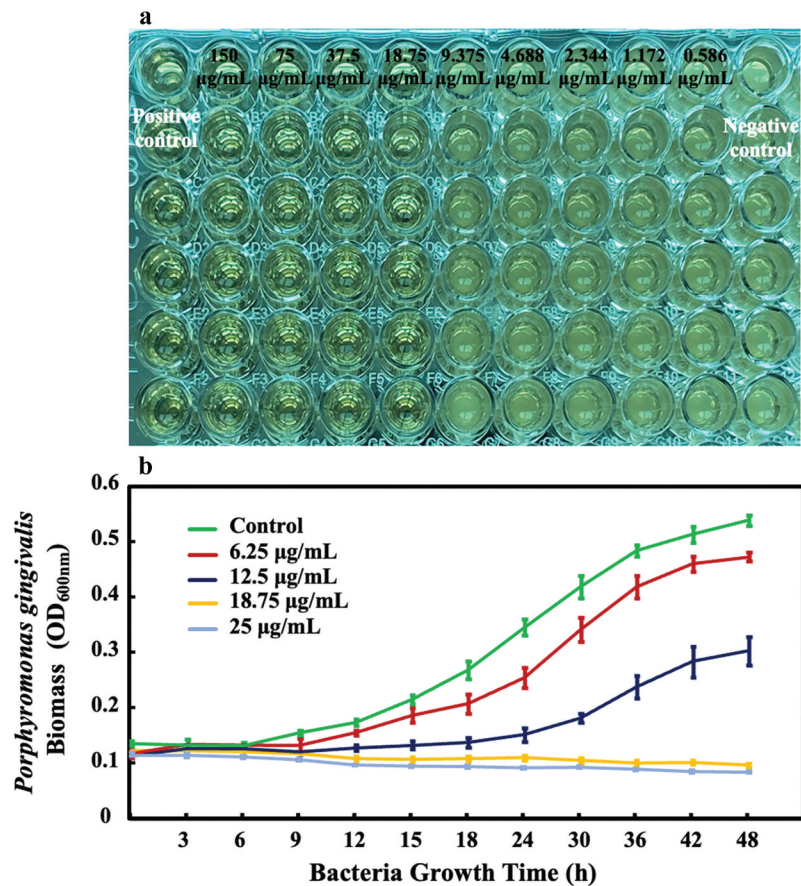 a
150 75 37.5 18.75 9.375 4.688 2.344 1.172 0.586
μg/mL μg/mL μg/mL μg/mL μg/mL μg/mL μg/mL μg/mL μg/mL
Positive
control
Negative
control
b
Porphyromonas gingivalis
Biomass (OD600nm)
0.6
0.5
0.4
0.3
0.2
0.1
0
Control
6.25 μg/mL
12.5 μg/mL
18.75 μg/mL
25 μg/mL
3 6 9 12 15 18 24 30 36 42 48
Bacteria Growth Time (h)